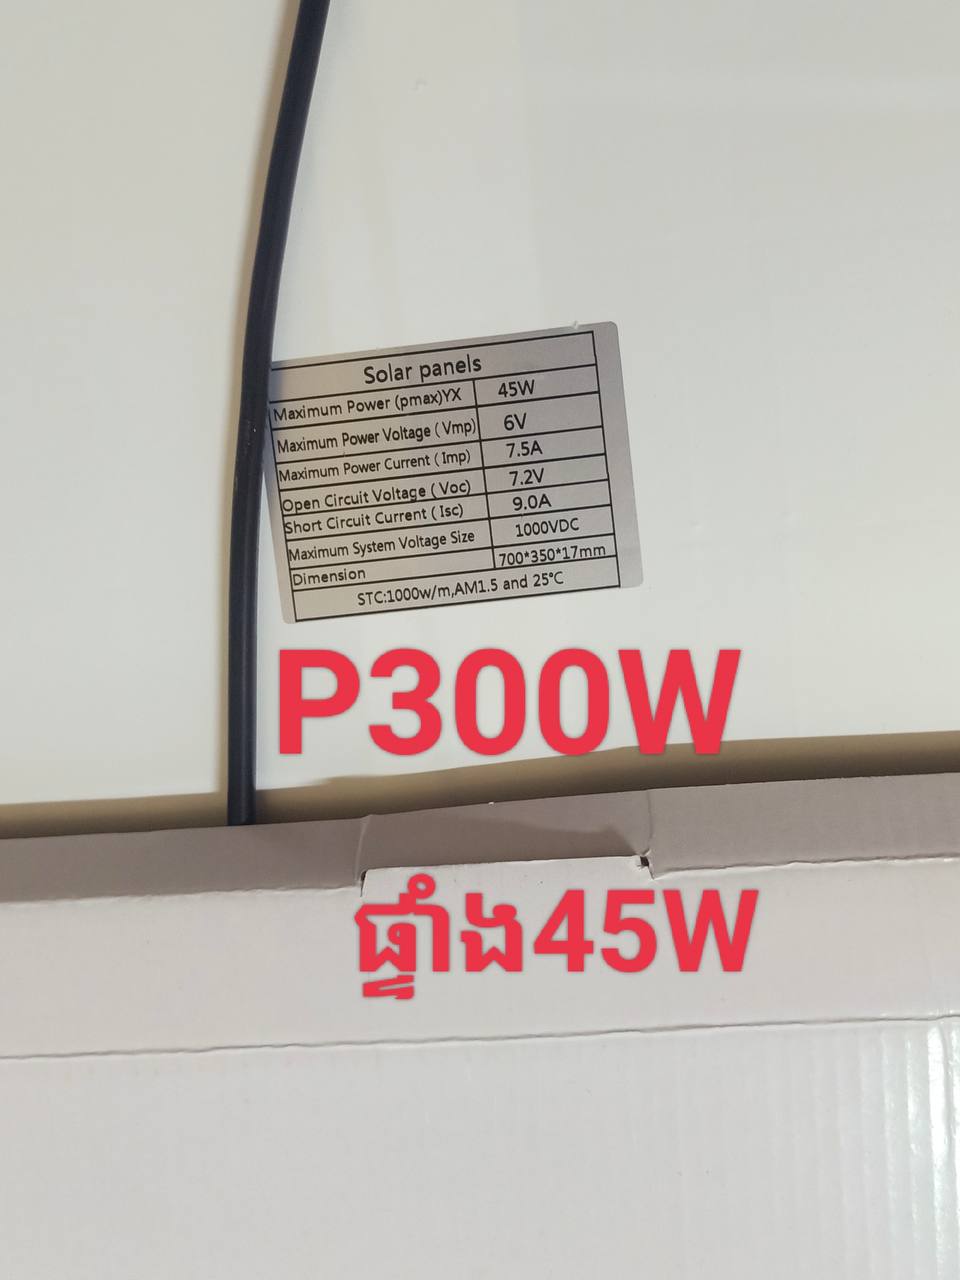 Solar panels
Maximum Power (pmax)YX 45W
Maximum Power Voltage ( Vmp) 6V
Maximum Power Current ( Imp) 7.5A
Open Circuit Voltage ( Voc) 7.2V
Short Circuit Current ( Isc) 9.0A
Maximum System Voltage Size 1000VDC
Dimension 700*350*17mm
STC:1000w/m,AM1.5 and 25°C
P300W
ផ្ទាំង45W